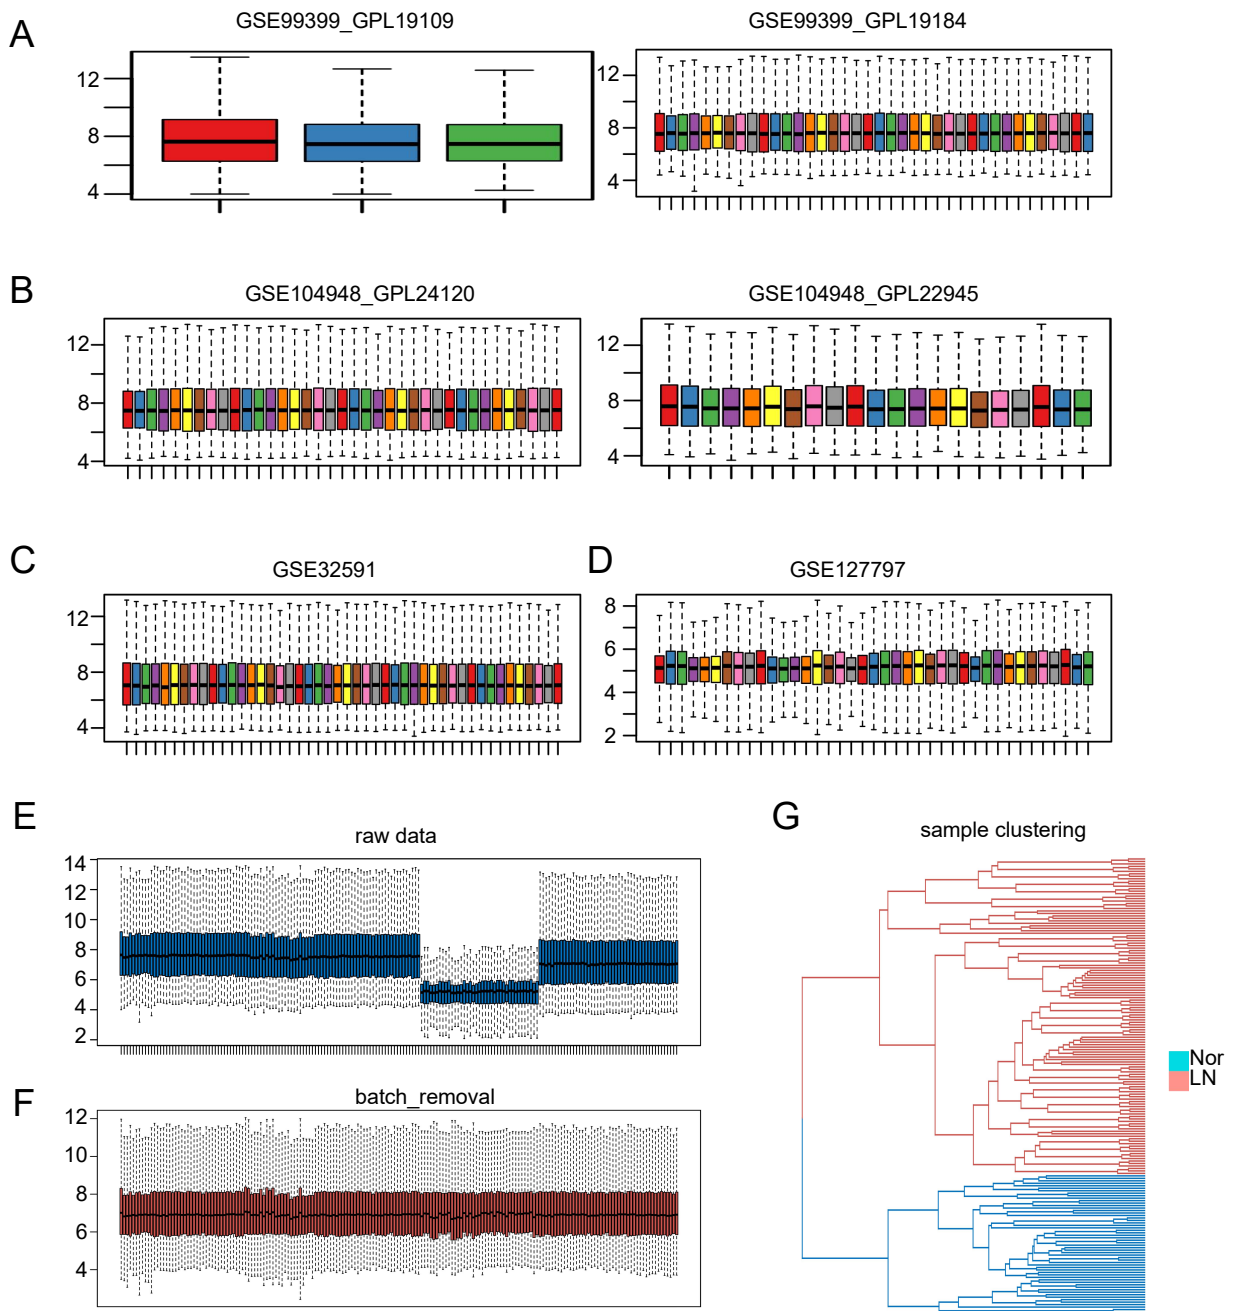 A
GSE99399_GPL19109
12
8
4
GSE99399_GPL19184
12
8
4
B
GSE104948_GPL24120
12
8
4
GSE104948_GPL22945
12
8
4
C
GSE32591
12
8
4
D
GSE127797
8
6
4
2
E
raw data
14
12
10
8
6
4
2
F
batch_removal
12
10
8
6
4
G
sample clustering
Nor
LN